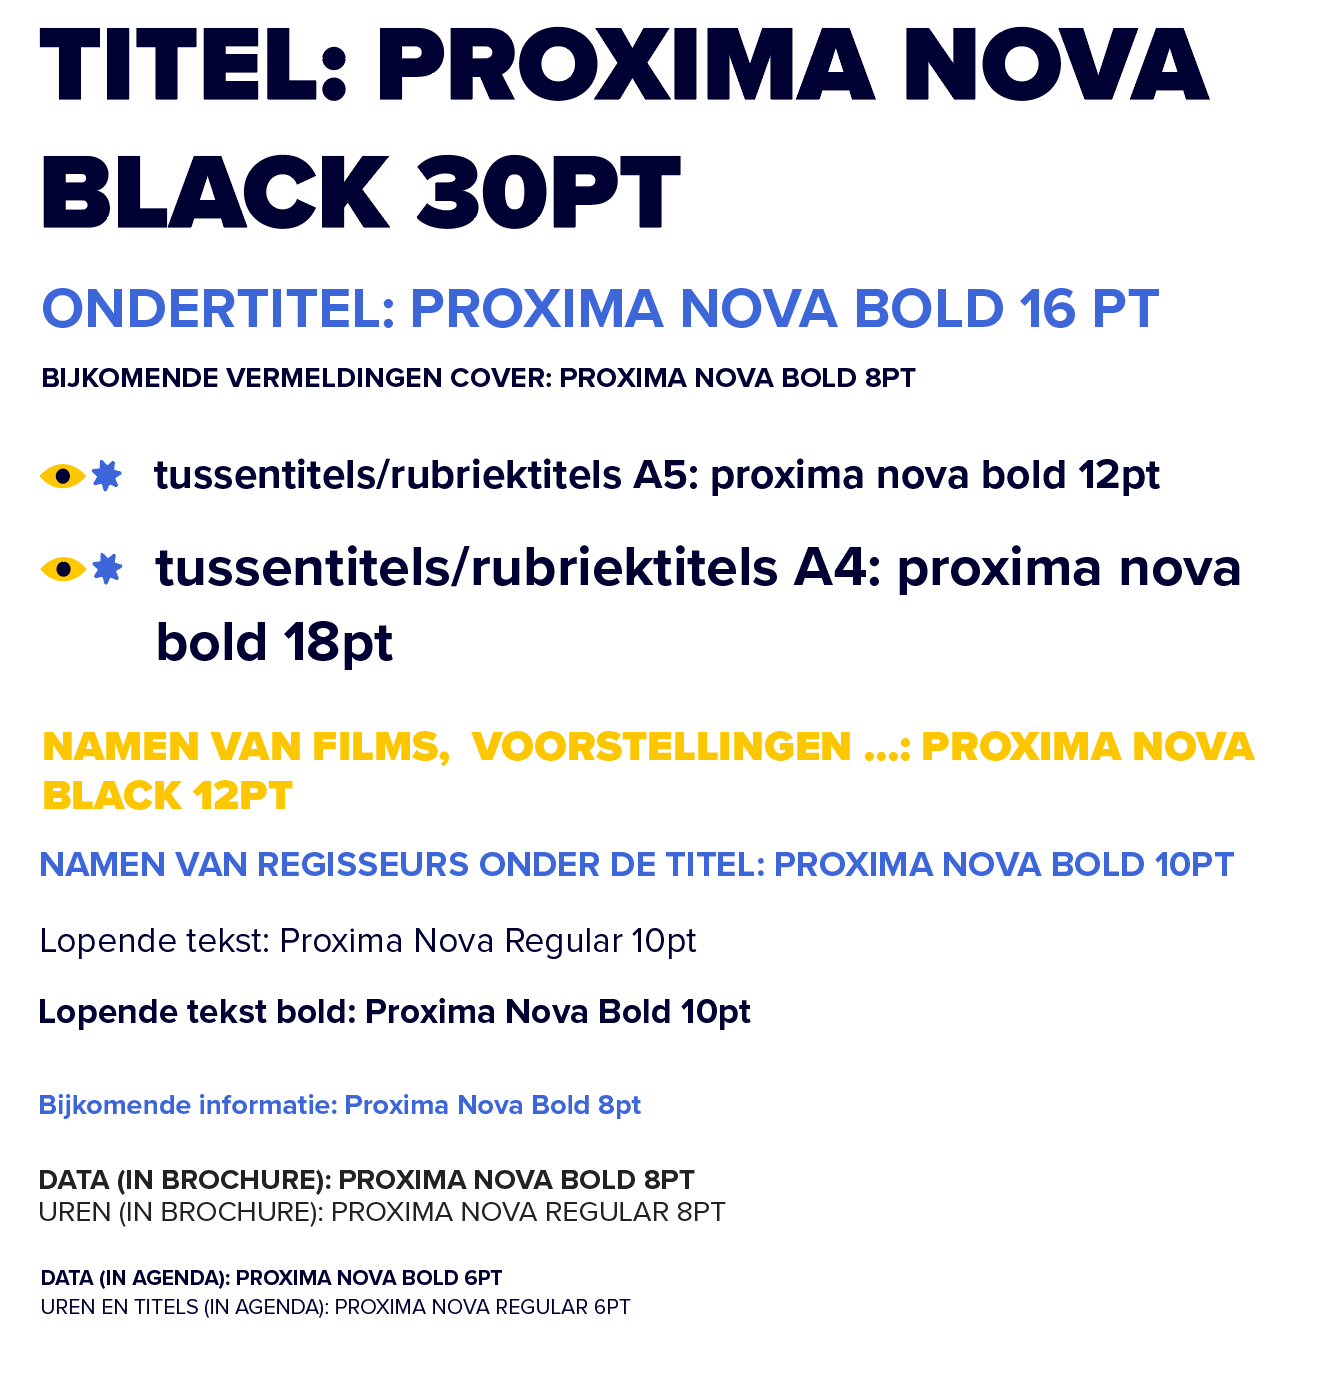 TITEL: PROXIMA NOVA
BLACK 30PT
ONDERTITEL: PROXIMA NOVA BOLD 16 PT
BIJKOMENDE VERMELDINGEN COVER: PROXIMA NOVA BOLD 8PT
tussentitels/rubriektitels A5: proxima nova bold 12pt
tussentitels/rubriektitels A4: proxima nova
bold 18pt
NAMEN VAN FILMS,  VOORSTELLINGEN ...: PROXIMA NOVA
BLACK 12PT
NAMEN VAN REGISSEURS ONDER DE TITEL: PROXIMA NOVA BOLD 10PT
Lopende tekst: Proxima Nova Regular 10pt
Lopende tekst bold: Proxima Nova Bold 10pt
Bijkomende informatie: Proxima Nova Bold 8pt
DATA (IN BROCHURE): PROXIMA NOVA BOLD 8PT
UREN (IN BROCHURE): PROXIMA NOVA REGULAR 8PT
DATA (IN AGENDA): PROXIMA NOVA BOLD 6PT
UREN EN TITELS (IN AGENDA): PROXIMA NOVA REGULAR 6PT